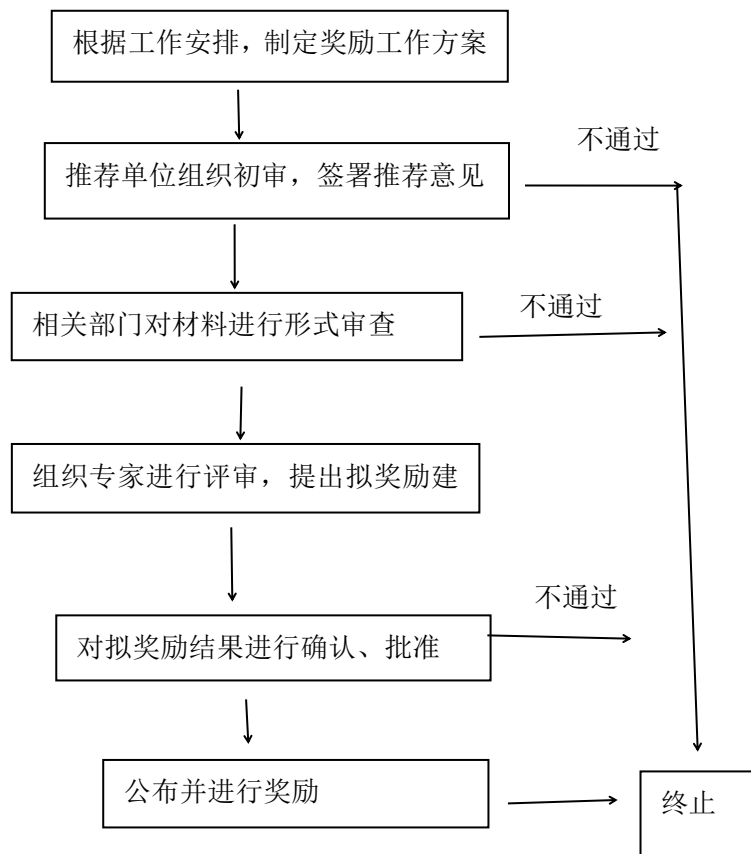 根据工作安排，制定奖励工作方案
不通过
推荐单位组织初审，签署推荐意见
不通过
相关部门对材料进行形式审查
组织专家进行评审，提出拟奖励建
不通过
对拟奖励结果进行确认、批准
公布并进行奖励
终止